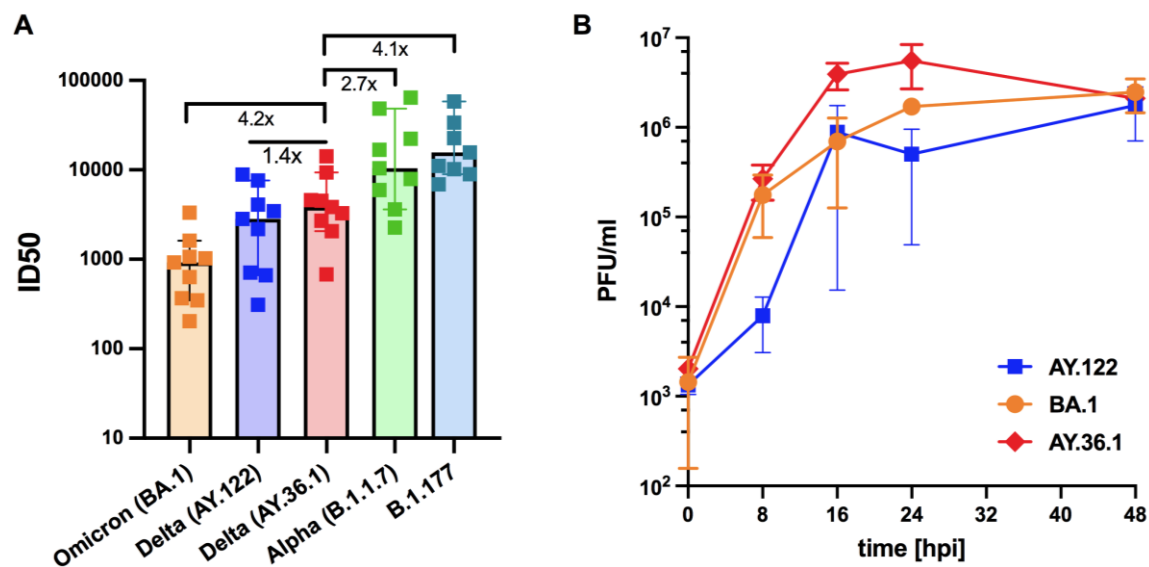 A
ID50
100000
10000
1000
100
10
4.2x
1.4x
2.7x
4.1x
Omicron (BA.1)
Delta (AY.122)
Delta (AY.36.1)
Alpha (B.1.1.7)
B.1.177
B
PFU/ml
10⁷
10⁶
10⁵
10⁴
10³
10²
0 8 16 24 32 40 48
time [hpi]
AY.122
BA.1
AY.36.1